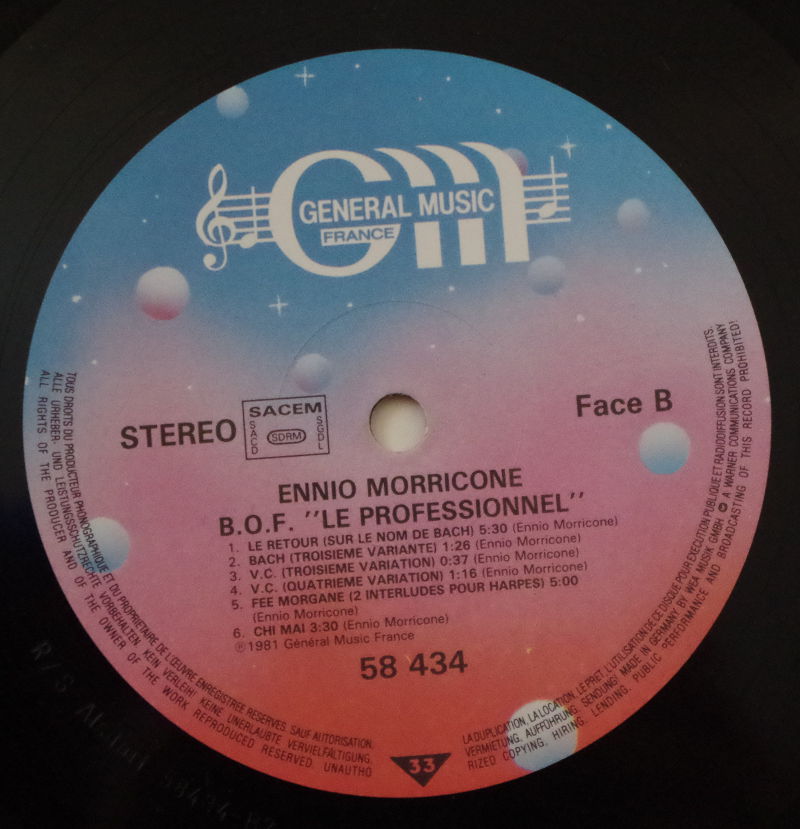 GM
GENERAL MUSIC
FRANCE
STEREO
SACEM
SACD
SDRM
SGDL
Face B
ENNIO MORRICONE
B.O.F. "LE PROFESSIONNEL"
1. LE RETOUR (SUR LE NOM DE BACH) 5:30 (Ennio Morricone)
2. BACH (TROISIEME VARIANTE) 1:26 (Ennio Morricone)
3. V.C. (TROISIEME VARIATION) 0:37 (Ennio Morricone)
4. V.C. (QUATRIEME VARIATION) 1:16 (Ennio Morricone)
5. FEE MORGANE (2 INTERLUDES POUR HARPES) 5:00
(Ennio Morricone)
6. CHI MAI 3:30 (Ennio Morricone)
℗1981 Général Music France
58 434
33
TOUS DROITS DU PRODUCTEUR PHONOGRAPHIQUE ET DU PROPRIETAIRE DE L'ŒUVRE ENREGISTREE RESERVES. SAUF AUTORISATION,
LA DUPLICATION, LA LOCATION, LE PRET, L'UTILISATION DE CE DISQUE POUR EXECUTION PUBLIQUE ET RADIODIFFUSION SONT INTERDITS.
ALLE URHEBER- UND LEISTUNGSSCHUTZRECHTE VORBEHALTEN. KEIN VERLEIH! KEINE UNERLAUBTE VERVIELFÄLTIGUNG,
VERMIETUNG, AUFFÜHRUNG, SENDUNG! MADE IN GERMANY BY WEA MUSIK GMBH A WARNER COMMUNICATIONS COMPANY
ALL RIGHTS OF THE PRODUCER AND OF THE OWNER OF THE WORK REPRODUCED RESERVED. UNAUTHO
RIZED COPYING, HIRING, LENDING, PUBLIC PERFORMANCE AND BROADCASTING OF THIS RECORD PROHIBITED!